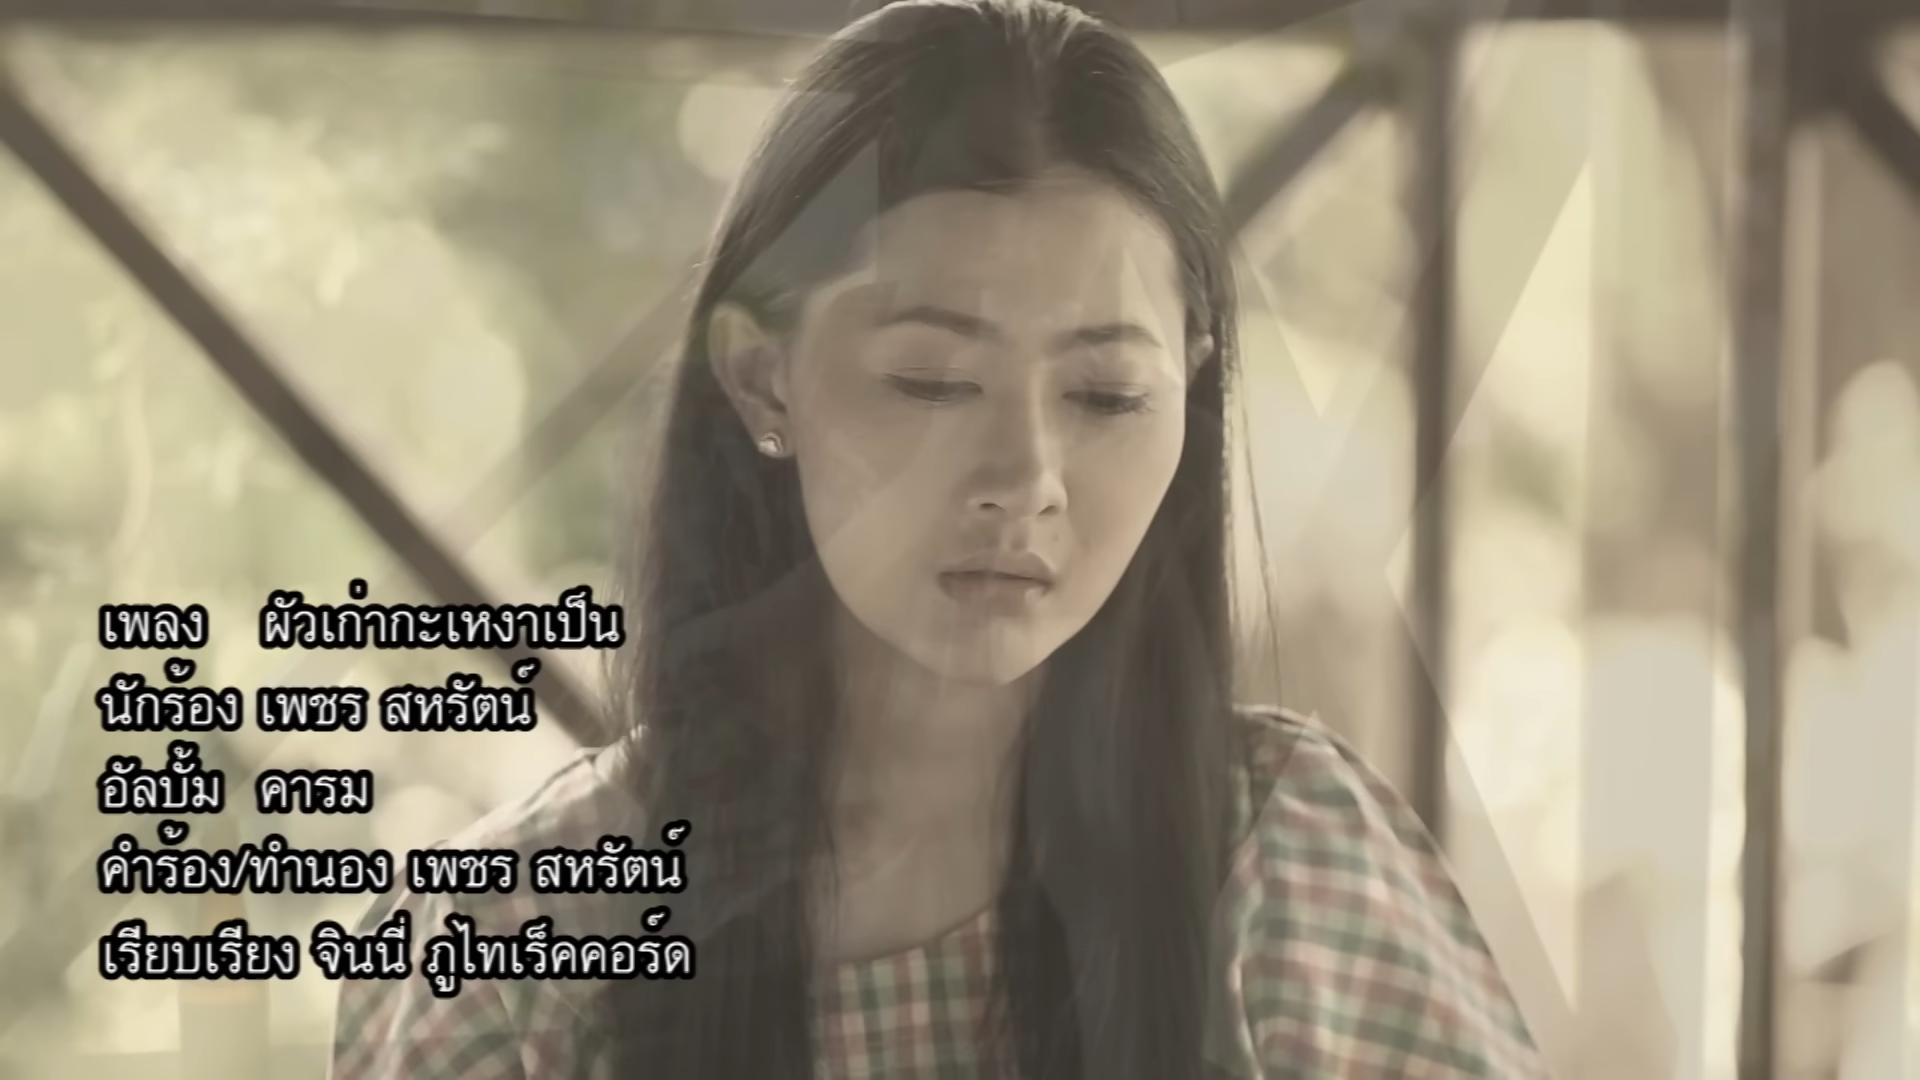 เพลง ผัวเก่ากะเหงาเป็น
นักร้อง เพชร สหรัตน์
อัลบั้ม คารม
คำร้อง/ทำนอง เพชร สหรัตน์
เรียบเรียง จินนี่ ภูไทเร็คคอร์ด